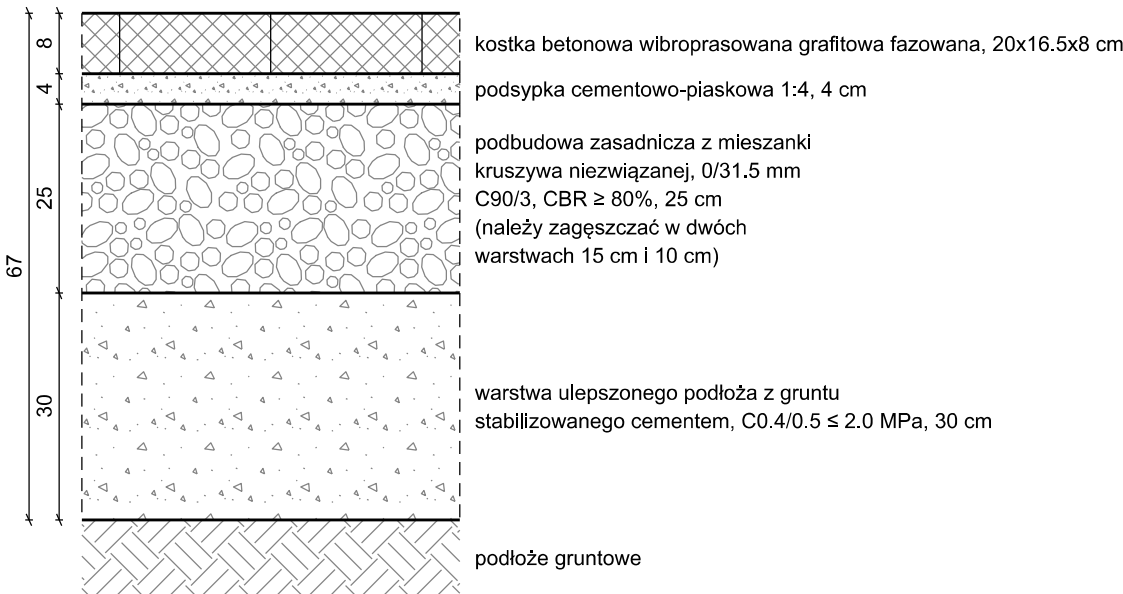 8
kostka betonowa wibroprasowana grafitowa fazowana, 20x16.5x8 cm
4
podsypka cementowo-piaskowa 1:4, 4 cm
25
podbudowa zasadnicza z mieszanki
kruszywa niezwiązanej, 0/31.5 mm
C90/3, CBR ≥ 80%, 25 cm
(należy zagęszczać w dwóch
warstwach 15 cm i 10 cm)
67
30
warstwa ulepszonego podłoża z gruntu
stabilizowanego cementem, C0.4/0.5 ≤ 2.0 MPa, 30 cm
podłoże gruntowe